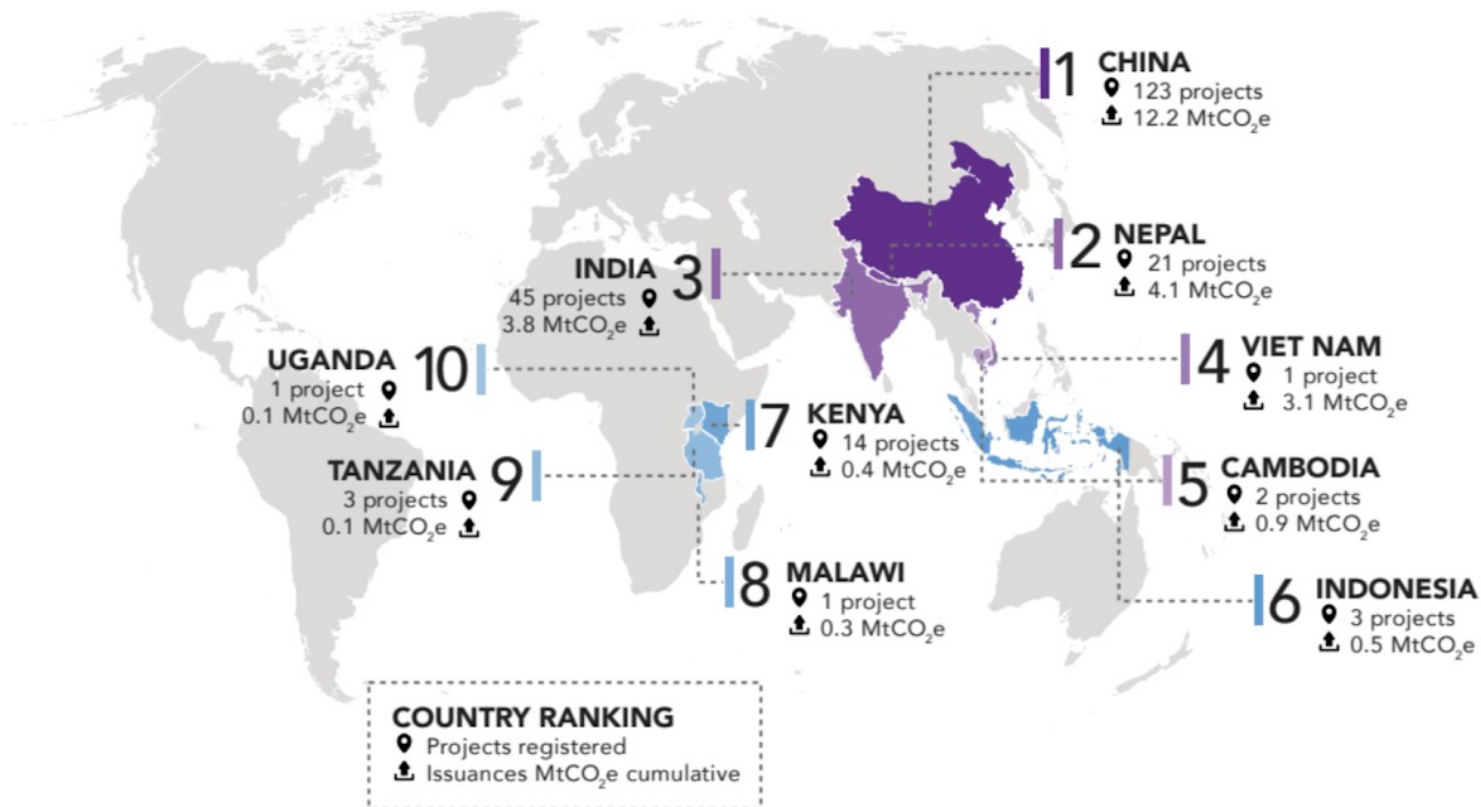 1 CHINA
123 projects
12.2 MtCO₂e
2 NEPAL
21 projects
4.1 MtCO₂e
INDIA 3
45 projects
3.8 MtCO₂e
4 VIET NAM
1 project
3.1 MtCO₂e
UGANDA 10
1 project
0.1 MtCO₂e
7 KENYA
14 projects
0.4 MtCO₂e
TANZANIA 9
3 projects
0.1 MtCO₂e
5 CAMBODIA
2 projects
0.9 MtCO₂e
8 MALAWI
1 project
0.3 MtCO₂e
6 INDONESIA
3 projects
0.5 MtCO₂e
COUNTRY RANKING
Projects registered
Issuances MtCO₂e cumulative